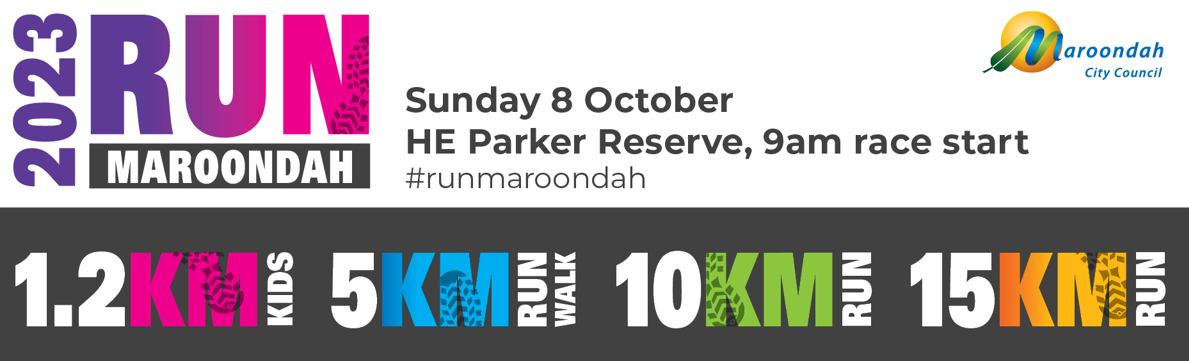 2023
RUN
MAROONDAH
Sunday 8 October
HE Parker Reserve, 9am race start
#runmaroondah
Maroondah
City Council
1.2KM KIDS
5KM RUN WALK
10KM RUN
15KM RUN